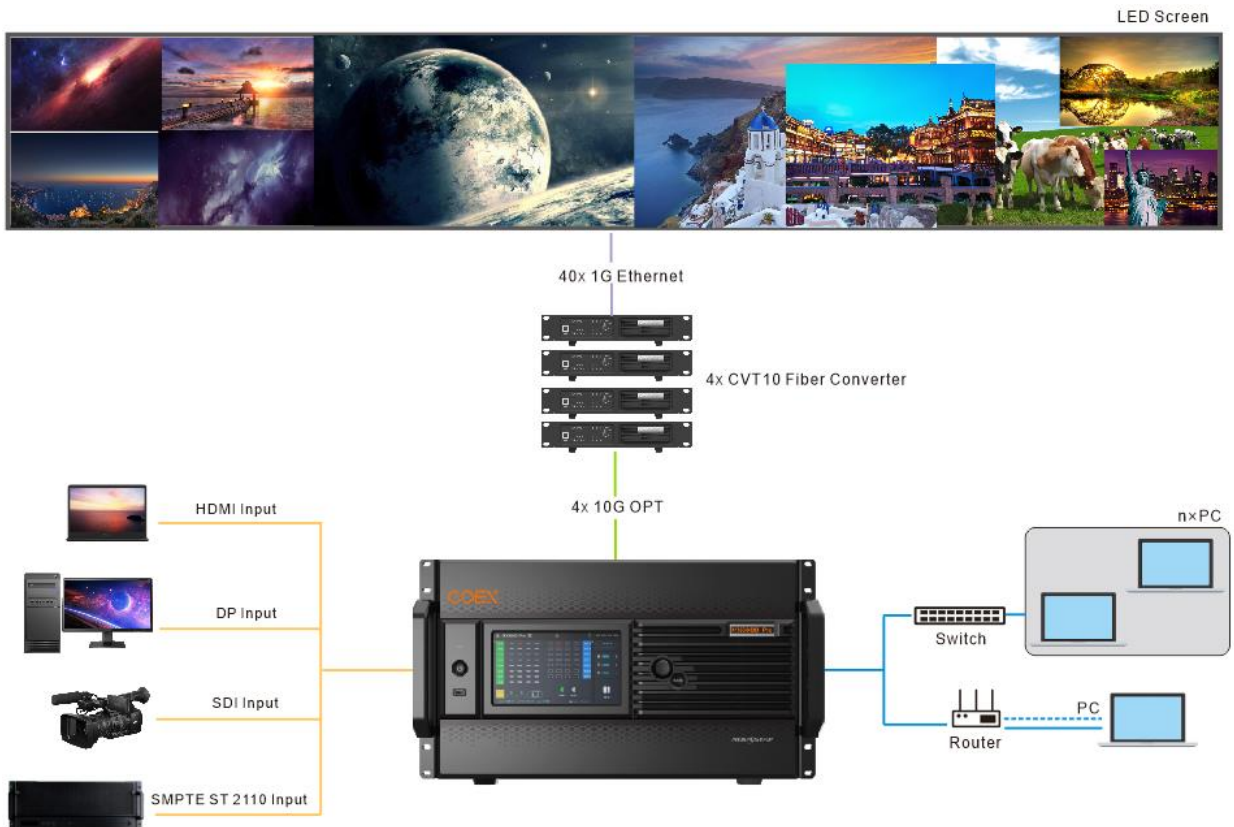 LED Screen
40x 1G Ethernet
4x CVT10 Fiber Converter
4x 10G OPT
HDMI Input
DP Input
SDI Input
SMPTE ST 2110 Input
COEX
n×PC
Switch
PC
Router